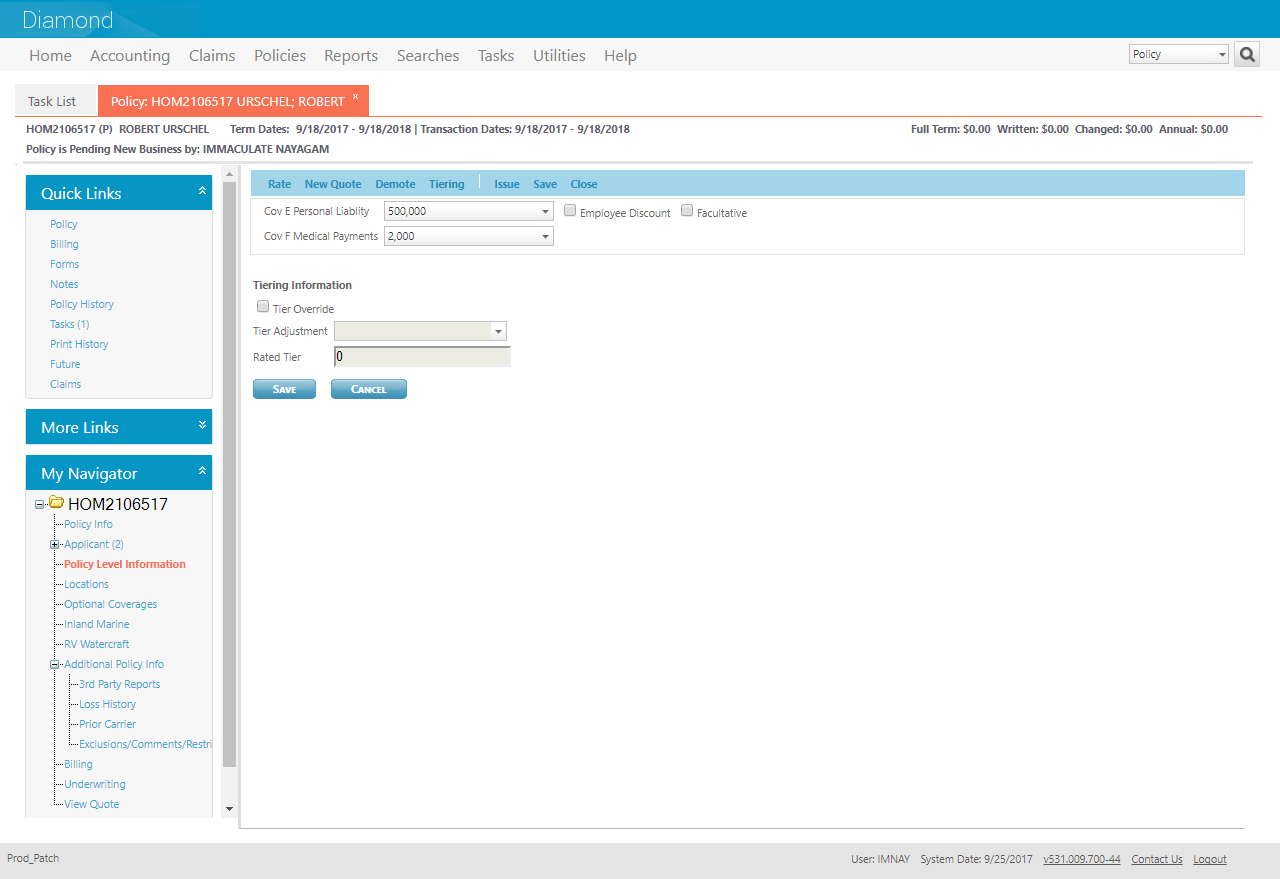 Diamond
Home Accounting Claims Policies Reports Searches Tasks Utilities Help Policy
Task List Policy: HOM2106517 URSCHEL; ROBERT ×
HOM2106517 (P) ROBERT URSCHEL Term Dates: 9/18/2017 - 9/18/2018 | Transaction Dates: 9/18/2017 - 9/18/2018 Full Term: $0.00 Written: $0.00 Changed: $0.00 Annual: $0.00
Policy is Pending New Business by: IMMACULATE NAYAGAM
Quick Links
Policy
Billing
Forms
Notes
Policy History
Tasks (1)
Print History
Future
Claims
More Links
My Navigator
HOM2106517
Policy Info
Applicant (2)
Policy Level Information
Locations
Optional Coverages
Inland Marine
RV Watercraft
Additional Policy Info
3rd Party Reports
Loss History
Prior Carrier
Exclusions/Comments/Restri
Billing
Underwriting
View Quote
Rate New Quote Demote Tiering Issue Save Close
Cov E Personal Liablity 500,000 Employee Discount Facultative
Cov F Medical Payments 2,000
Tiering Information
Tier Override
Tier Adjustment
Rated Tier 0
Save Cancel
Prod_Patch User: IMNAY System Date: 9/25/2017 v531.009.700-44 Contact Us Logout